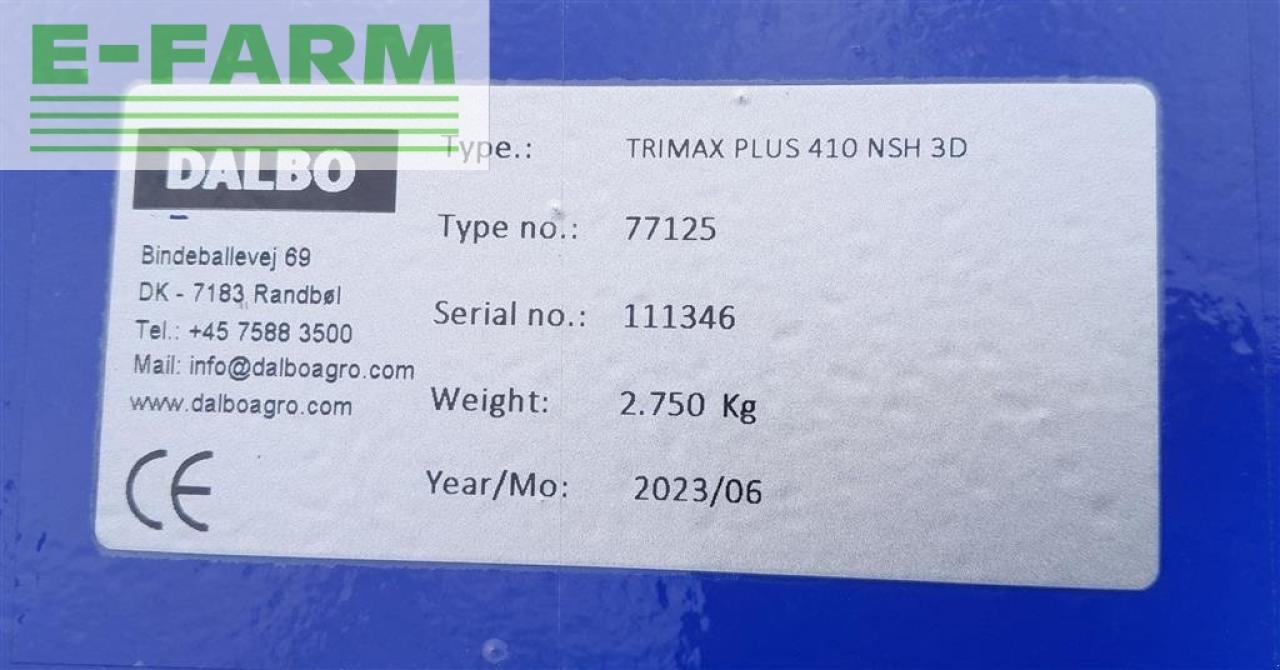 E-FARM
DALBO
Bindeballevej 69
DK - 7183 Randbøl
Tel.: +45 7588 3500
Mail: info@dalboagro.com
www.dalboagro.com
CE
Type.: TRIMAX PLUS 410 NSH 3D
Type no.: 77125
Serial no.: 111346
Weight: 2.750 Kg
Year/Mo: 2023/06